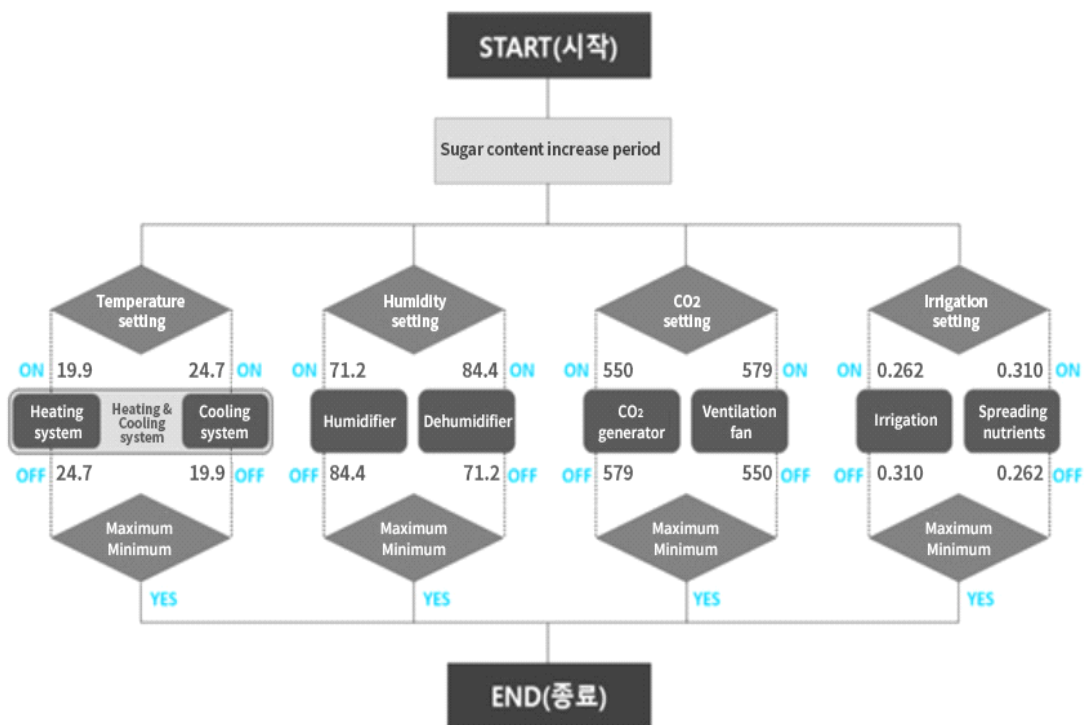 START(시작)
Sugar content increase period
Temperature
setting
Humidity
setting
CO2
setting
Irrigation
setting
ON 19.9 24.7 ON
ON 71.2 84.4 ON
ON 550 579 ON
ON 0.262 0.310 ON
Heating
system
Heating &
Cooling
system
Cooling
system
Humidifier
Dehumidifier
CO₂
generator
Ventilation
fan
Irrigation
Spreading
nutrients
OFF 24.7 19.9 OFF
OFF 84.4 71.2 OFF
OFF 579 550 OFF
OFF 0.310 0.262 OFF
Maximum
Minimum
Maximum
Minimum
Maximum
Minimum
Maximum
Minimum
YES
YES
YES
YES
END(종료)